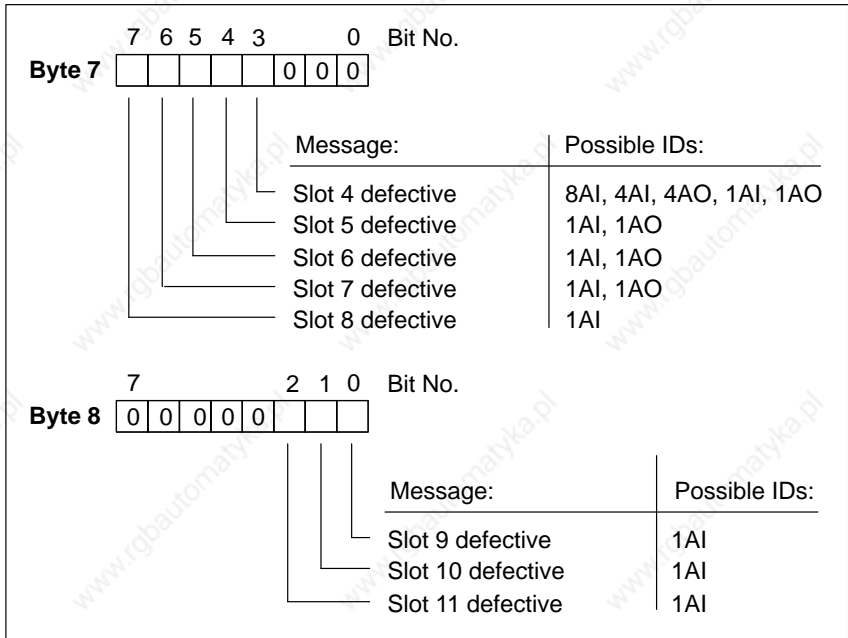 7 6 5 4 3 0 Bit No.
Byte 7 0 0 0
Message: Possible IDs:
Slot 4 defective 8AI, 4AI, 4AO, 1AI, 1AO
Slot 5 defective 1AI, 1AO
Slot 6 defective 1AI, 1AO
Slot 7 defective 1AI, 1AO
Slot 8 defective 1AI
7 2 1 0 Bit No.
Byte 8 0 0 0 0 0
Message: Possible IDs:
Slot 9 defective 1AI
Slot 10 defective 1AI
Slot 11 defective 1AI
www.rgbautomatyka.pl